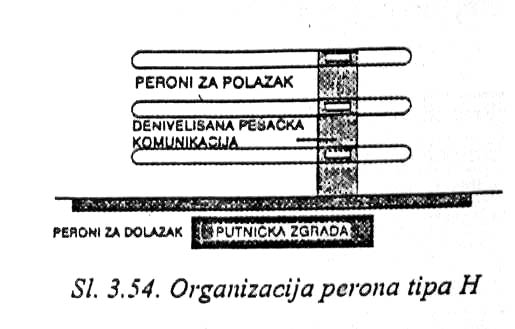 PERONI ZA POLAZAK
DENIVELISANA PEŠAČKA
KOMUNIKACIJA
PERONI ZA DOLAZAK
PUTNIČKA ZGRADA
Sl. 3.54. Organizacija perona tipa H